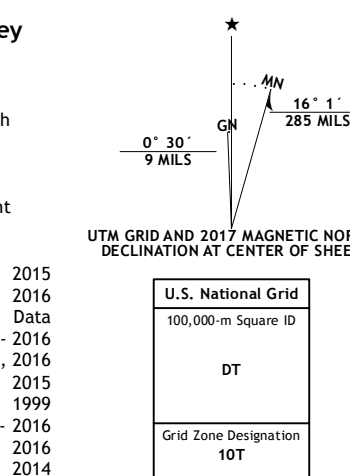 ey
h
nt
2015
2016
Data
- 2016
, 2016
2015
1999
- 2016
2016
2014
★
MN
GN
16° 1´
285 MILS
0° 30´
9 MILS
UTM GRID AND 2017 MAGNETIC NOR
DECLINATION AT CENTER OF SHEE
U.S. National Grid
100,000-m Square ID
DT
Grid Zone Designation
10T